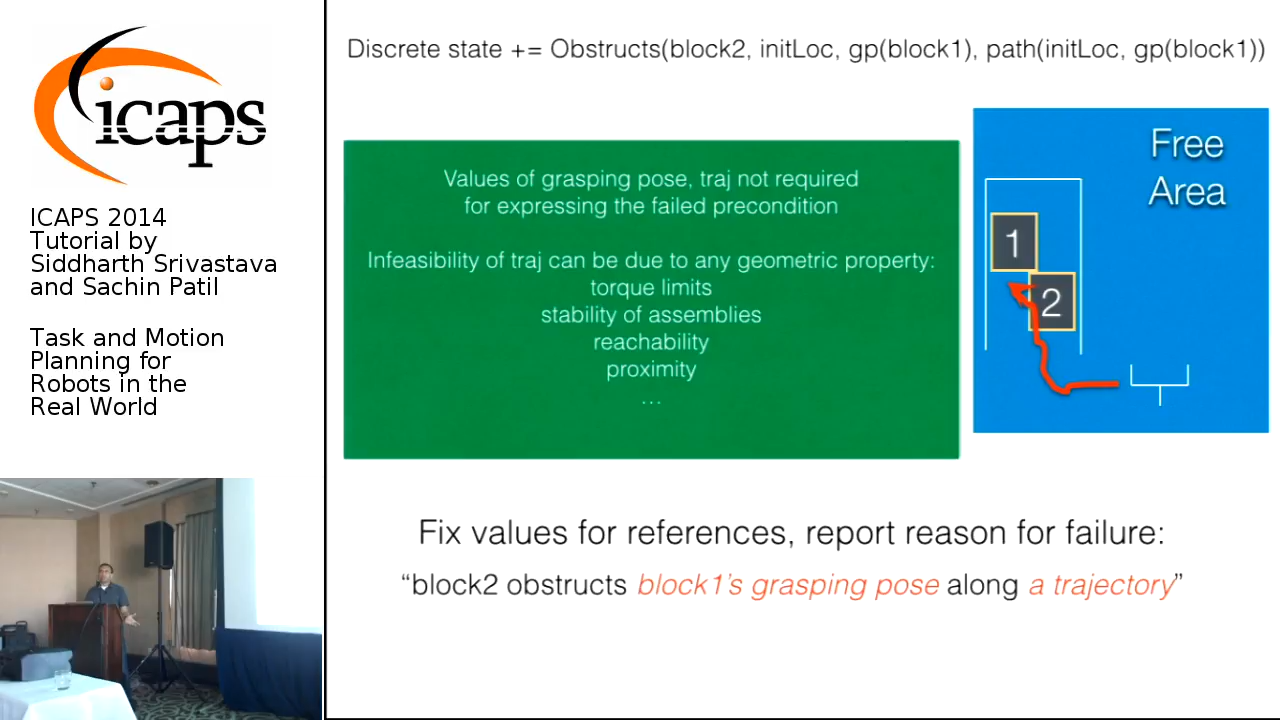 icaps
ICAPS 2014
Tutorial by
Siddharth Srivastava
and Sachin Patil
Task and Motion
Planning for
Robots in the
Real World
Discrete state += Obstructs(block2, initLoc, gp(block1), path(initLoc, gp(block1))
Values of grasping pose, traj not required
for expressing the failed precondition
Infeasibility of traj can be due to any geometric property:
torque limits
stability of assemblies
reachability
proximity
...
Free
Area
1
2
Fix values for references, report reason for failure:
“block2 obstructs block1’s grasping pose along a trajectory”